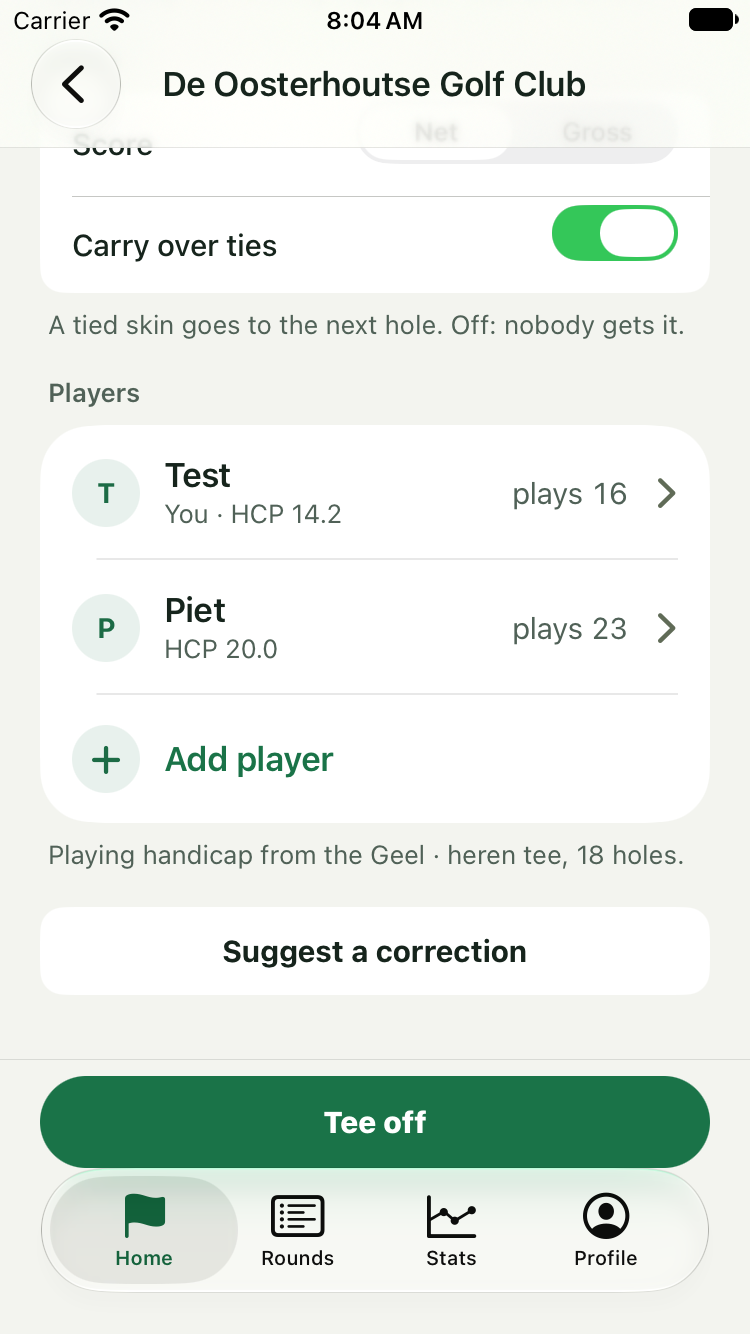 Carrier
8:04 AM
De Oosterhoutse Golf Club
Score
Net
Gross
Carry over ties
A tied skin goes to the next hole. Off: nobody gets it.
Players
T
Test
You · HCP 14.2
plays 16
P
Piet
HCP 20.0
plays 23
Add player
Playing handicap from the Geel · heren tee, 18 holes.
Suggest a correction
Tee off
Home
Rounds
Stats
Profile